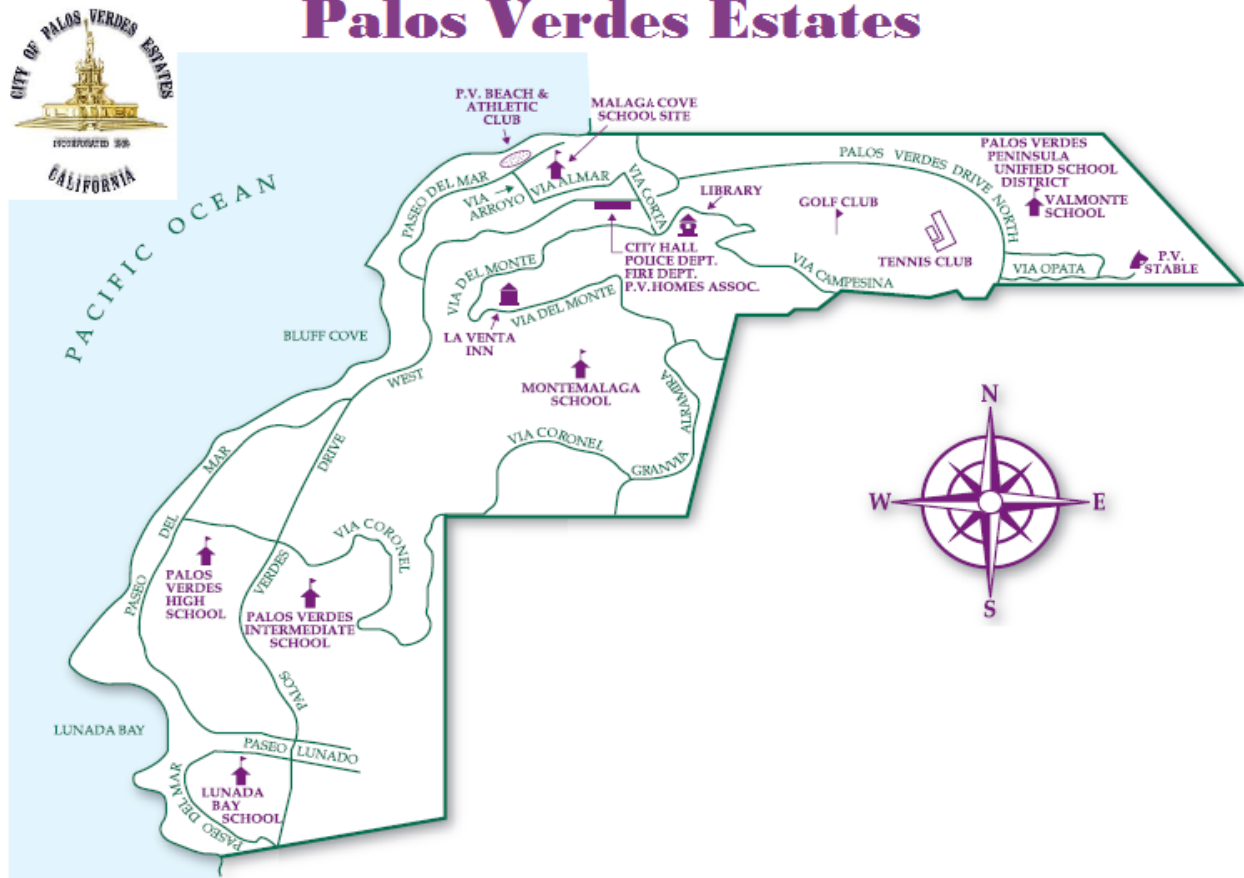 Palos Verdes Estates
CITY OF PALOS VERDES ESTATES
CALIFORNIA
P.V. BEACH &
ATHLETIC
CLUB
MALAGA COVE
SCHOOL SITE
PACIFIC OCEAN
PASEO DEL MAR
VIA
ARROYO
VIA ALMAR
VIA CORTA
LIBRARY
PALOS VERDES DRIVE NORTH
PALOS VERDES
PENINSULA
UNIFIED SCHOOL
DISTRICT
VALMONTE
SCHOOL
GOLF CLUB
TENNIS CLUB
VIA OPATA
P.V.
STABLE
CITY HALL
POLICE DEPT.
FIRE DEPT.
P.V. HOMES ASSOC.
VIA CAMPESINA
VIA DEL MONTE
VIA DEL MONTE
LA VENTA
INN
BLUFF COVE
WEST
MONTEMALAGA
SCHOOL
ALRAMIRA
GRANVIA
VIA CORONEL
DRIVE
MAR
DEL
PASEO
VIA CORONEL
VERDES
PALOS
VERDES
HIGH
SCHOOL
PALOS VERDES
INTERMEDIATE
SCHOOL
PALOS
LUNADA BAY
PASEO LUNADO
LUNADA
BAY
SCHOOL
PASEO DEL MAR
PASEO DEL MAR
N
W
E
S